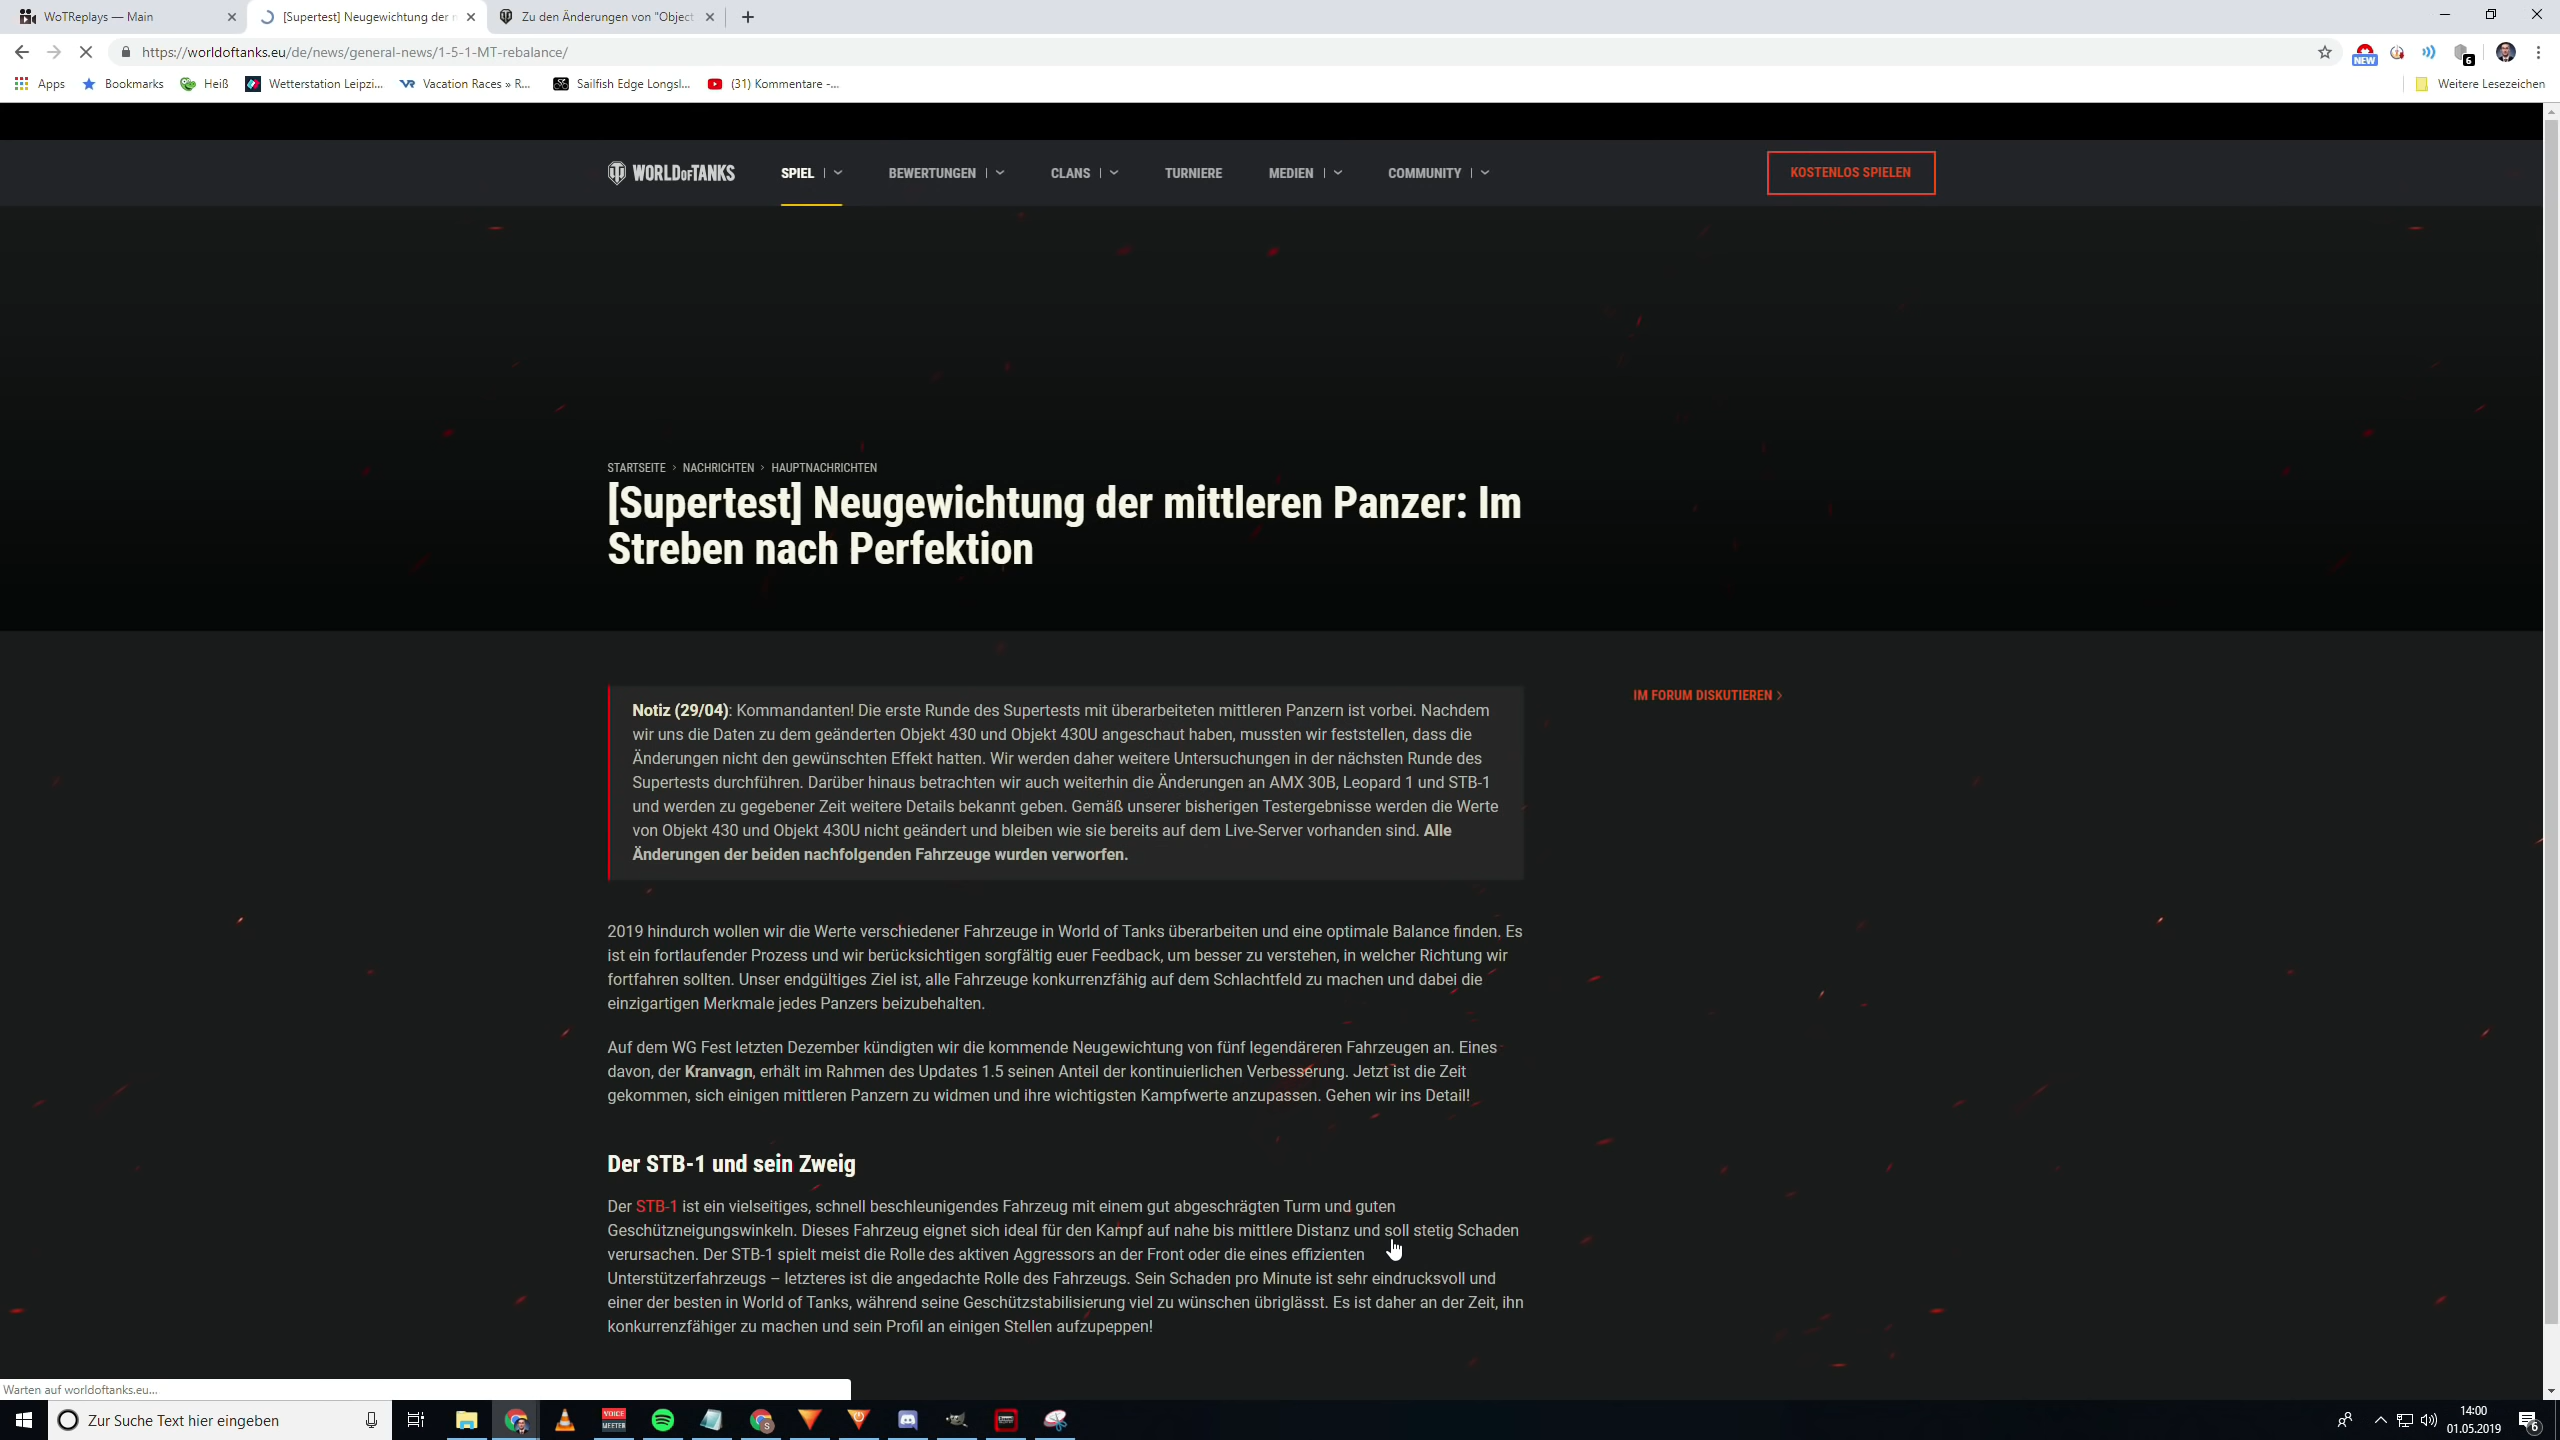 WoTReplays — Main
[Supertest] Neugewichtung der
Zu den Änderungen von "Object
https://worldoftanks.eu/de/news/general-news/1-5-1-MT-rebalance/
NEW
6
Apps
Bookmarks
Heiß
Wetterstation Leipzi...
Vacation Races » R...
Sailfish Edge Longsl...
(31) Kommentare -...
Weitere Lesezeichen
WORLD OF TANKS
SPIEL
BEWERTUNGEN
CLANS
TURNIERE
MEDIEN
COMMUNITY
KOSTENLOS SPIELEN
STARTSEITE › NACHRICHTEN › HAUPTNACHRICHTEN
[Supertest] Neugewichtung der mittleren Panzer: Im
Streben nach Perfektion
Notiz (29/04): Kommandanten! Die erste Runde des Supertests mit überarbeiteten mittleren Panzern ist vorbei. Nachdem
wir uns die Daten zu dem geänderten Objekt 430 und Objekt 430U angeschaut haben, mussten wir feststellen, dass die
Änderungen nicht den gewünschten Effekt hatten. Wir werden daher weitere Untersuchungen in der nächsten Runde des
Supertests durchführen. Darüber hinaus betrachten wir auch weiterhin die Änderungen an AMX 30B, Leopard 1 und STB-1
und werden zu gegebener Zeit weitere Details bekannt geben. Gemäß unserer bisherigen Testergebnisse werden die Werte
von Objekt 430 und Objekt 430U nicht geändert und bleiben wie sie bereits auf dem Live-Server vorhanden sind. Alle
Änderungen der beiden nachfolgenden Fahrzeuge wurden verworfen.
IM FORUM DISKUTIEREN ›
2019 hindurch wollen wir die Werte verschiedener Fahrzeuge in World of Tanks überarbeiten und eine optimale Balance finden. Es
ist ein fortlaufender Prozess und wir berücksichtigen sorgfältig euer Feedback, um besser zu verstehen, in welcher Richtung wir
fortfahren sollten. Unser endgültiges Ziel ist, alle Fahrzeuge konkurrenzfähig auf dem Schlachtfeld zu machen und dabei die
einzigartigen Merkmale jedes Panzers beizubehalten.
Auf dem WG Fest letzten Dezember kündigten wir die kommende Neugewichtung von fünf legendäreren Fahrzeugen an. Eines
davon, der Kranvagn, erhält im Rahmen des Updates 1.5 seinen Anteil der kontinuierlichen Verbesserung. Jetzt ist die Zeit
gekommen, sich einigen mittleren Panzern zu widmen und ihre wichtigsten Kampfwerte anzupassen. Gehen wir ins Detail!
Der STB-1 und sein Zweig
Der STB-1 ist ein vielseitiges, schnell beschleunigendes Fahrzeug mit einem gut abgeschrägten Turm und guten
Geschützneigungswinkeln. Dieses Fahrzeug eignet sich ideal für den Kampf auf nahe bis mittlere Distanz und soll stetig Schaden
verursachen. Der STB-1 spielt meist die Rolle des aktiven Aggressors an der Front oder die eines effizienten
Unterstützerfahrzeugs – letzteres ist die angedachte Rolle des Fahrzeugs. Sein Schaden pro Minute ist sehr eindrucksvoll und
einer der besten in World of Tanks, während seine Geschützstabilisierung viel zu wünschen übriglässt. Es ist daher an der Zeit, ihn
konkurrenzfähiger zu machen und sein Profil an einigen Stellen aufzupeppen!
Warten auf worldoftanks.eu...
Zur Suche Text hier eingeben
VOICE
MEETER
S
14:00
01.05.2019
6